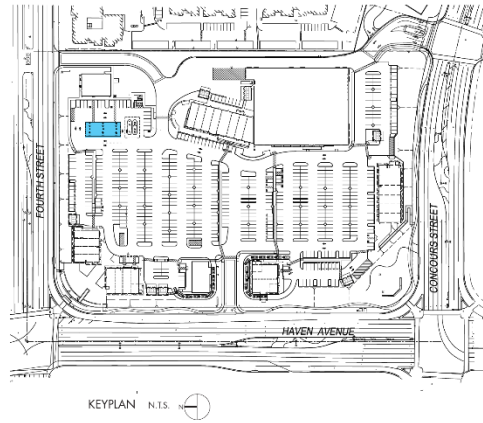 FOURTH STREET
CONCOURS STREET
HAVEN AVENUE
KEYPLAN N.T.S. N